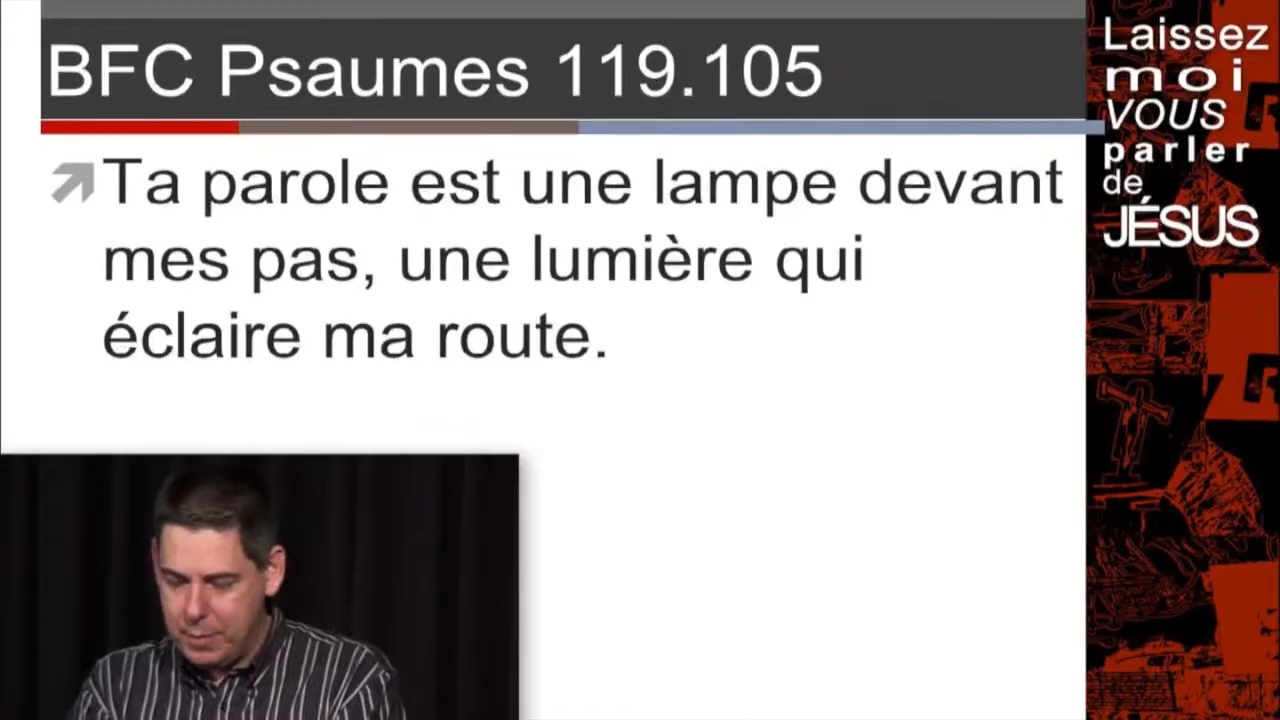 BFC Psaumes 119.105
Ta parole est une lampe devant
mes pas, une lumière qui
éclaire ma route.
Laissez
moi
VOUS
parler
de
JÉSUS